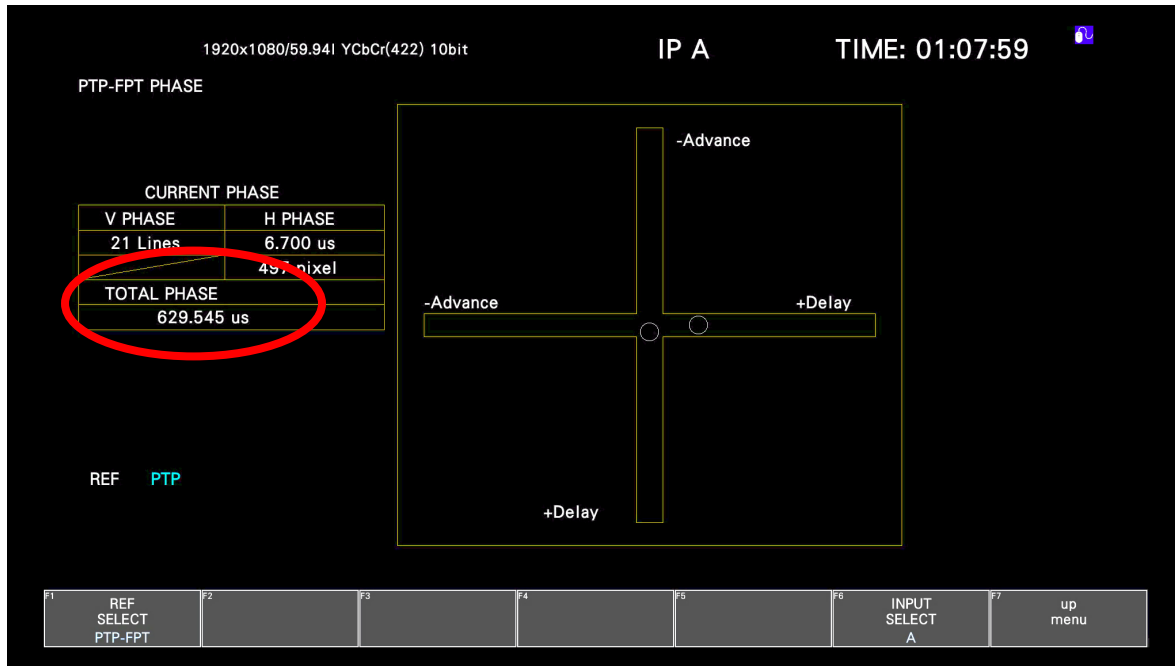 1920x1080/59.94I YCbCr(422) 10bit IP A TIME: 01:07:59
PTP-FPT PHASE
CURRENT PHASE
V PHASE H PHASE
21 Lines 6.700 us
497 pixel
TOTAL PHASE
629.545 us
-Advance
-Advance +Delay
+Delay
REF PTP
F1 REF SELECT PTP-FPT
F2
F3
F4
F5
F6 INPUT SELECT A
F7 up menu